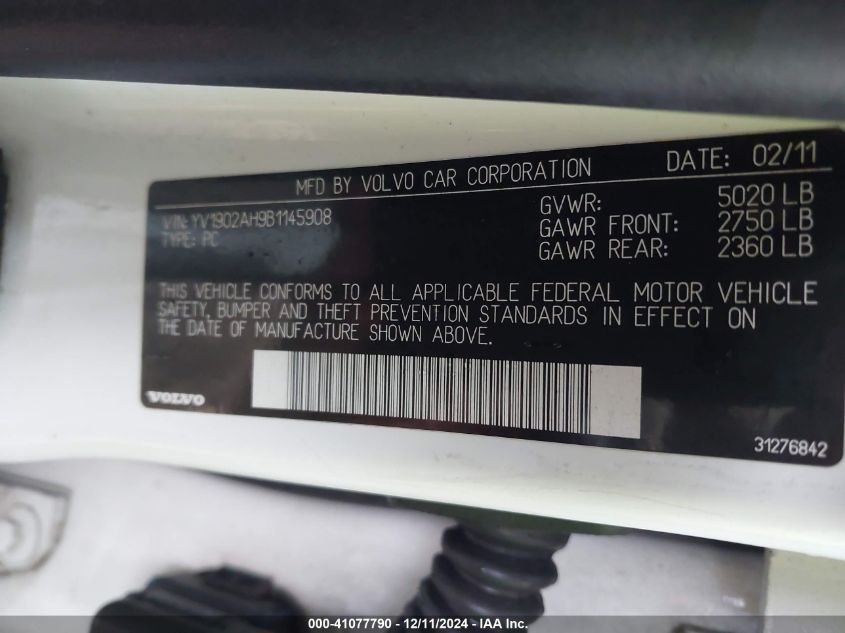 MFD BY VOLVO CAR CORPORATION DATE: 02/11
VIN: YV1902AH9B1145908
TYPE: PC
GVWR: 5020 LB
GAWR FRONT: 2750 LB
GAWR REAR: 2360 LB
THIS VEHICLE CONFORMS TO ALL APPLICABLE FEDERAL MOTOR VEHICLE
SAFETY, BUMPER AND THEFT PREVENTION STANDARDS IN EFFECT ON
THE DATE OF MANUFACTURE SHOWN ABOVE.
VOLVO
31276842
000-41077790 - 12/11/2024 - IAA Inc.